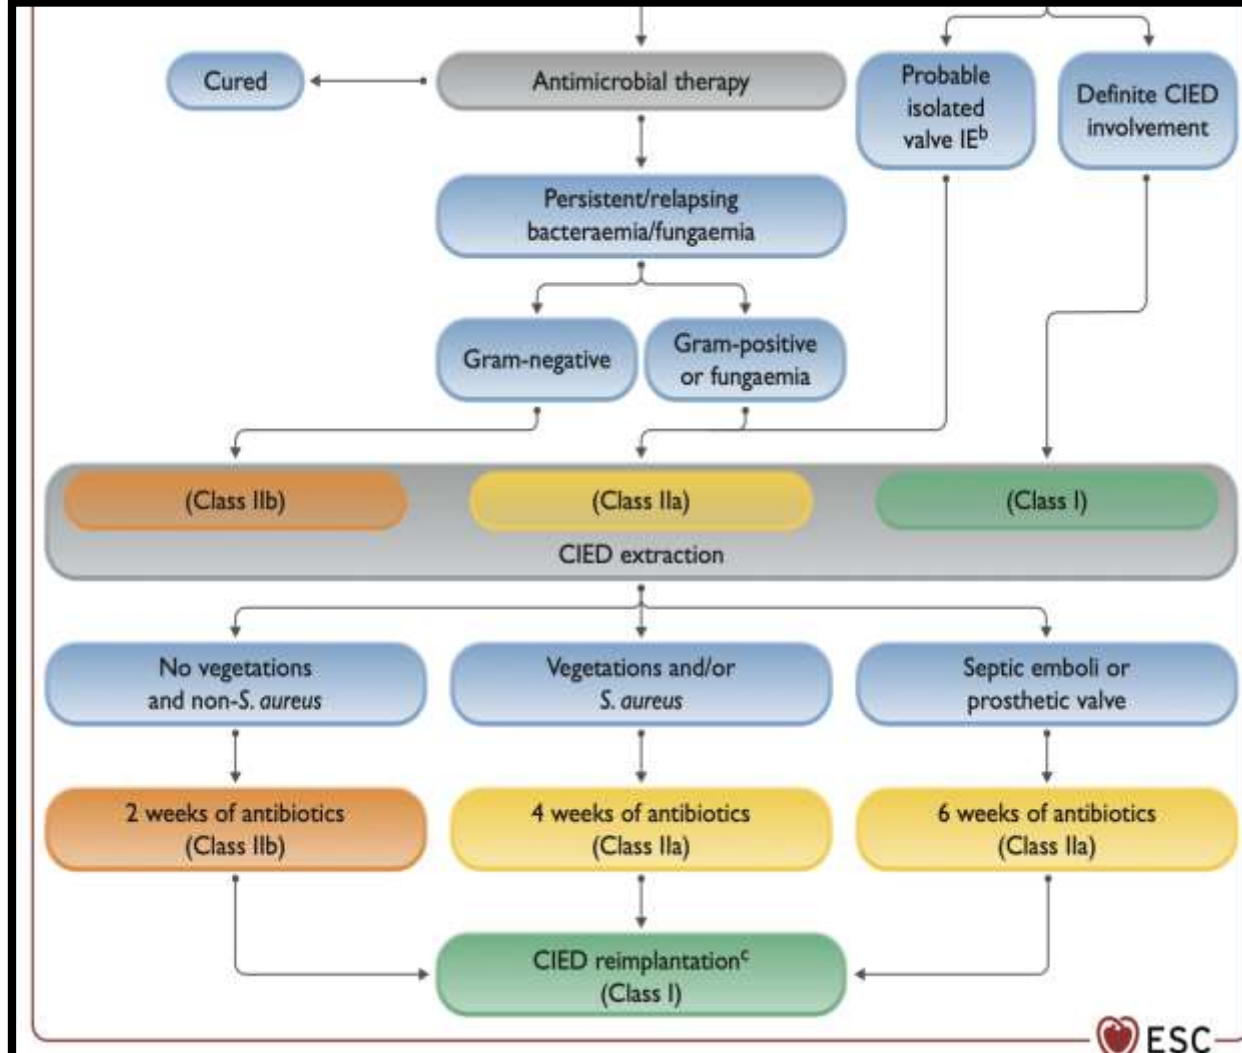 Cured
Antimicrobial therapy
Probable
isolated
valve IEᵇ
Definite CIED
involvement
Persistent/relapsing
bacteraemia/fungaemia
Gram-negative
Gram-positive
or fungaemia
(Class IIb)
(Class IIa)
(Class I)
CIED extraction
No vegetations
and non-S. aureus
Vegetations and/or
S. aureus
Septic emboli or
prosthetic valve
2 weeks of antibiotics
(Class IIb)
4 weeks of antibiotics
(Class IIa)
6 weeks of antibiotics
(Class IIa)
CIED reimplantationᶜ
(Class I)
ESC